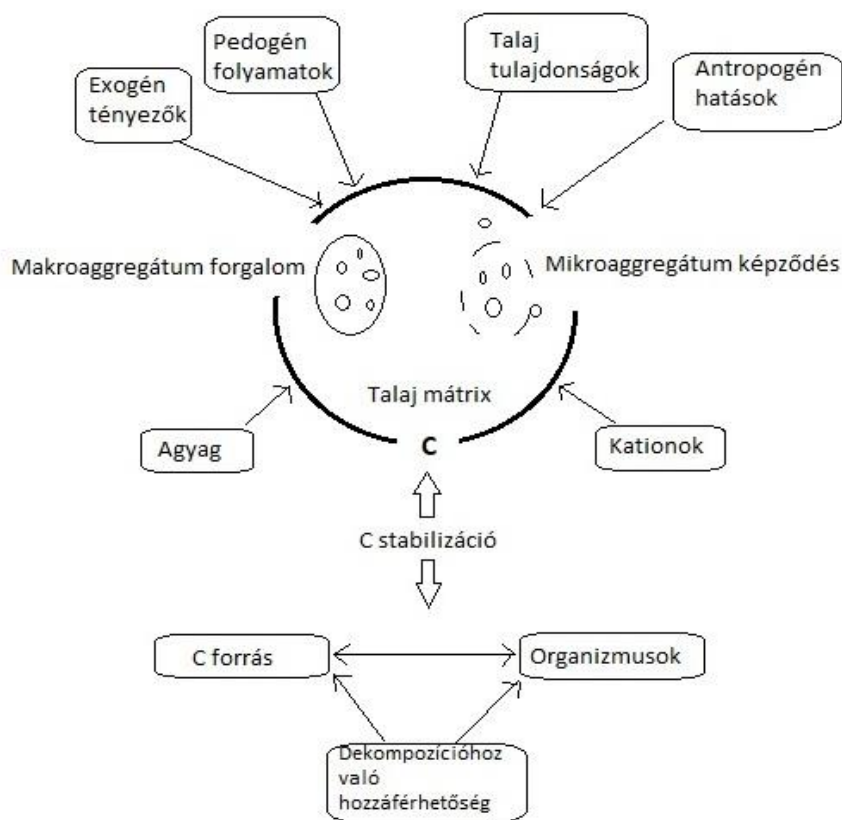 Pedogén
folyamatok
Talaj
tulajdonságok
Exogén
tényezők
Antropogén
hatások
Makroaggregátum forgalom
Mikroaggregátum képződés
Talaj mátrix
Agyag
C
Kationok
C stabilizáció
C forrás
Organizmusok
Dekompozícióhoz
való
hozzáférhetőség